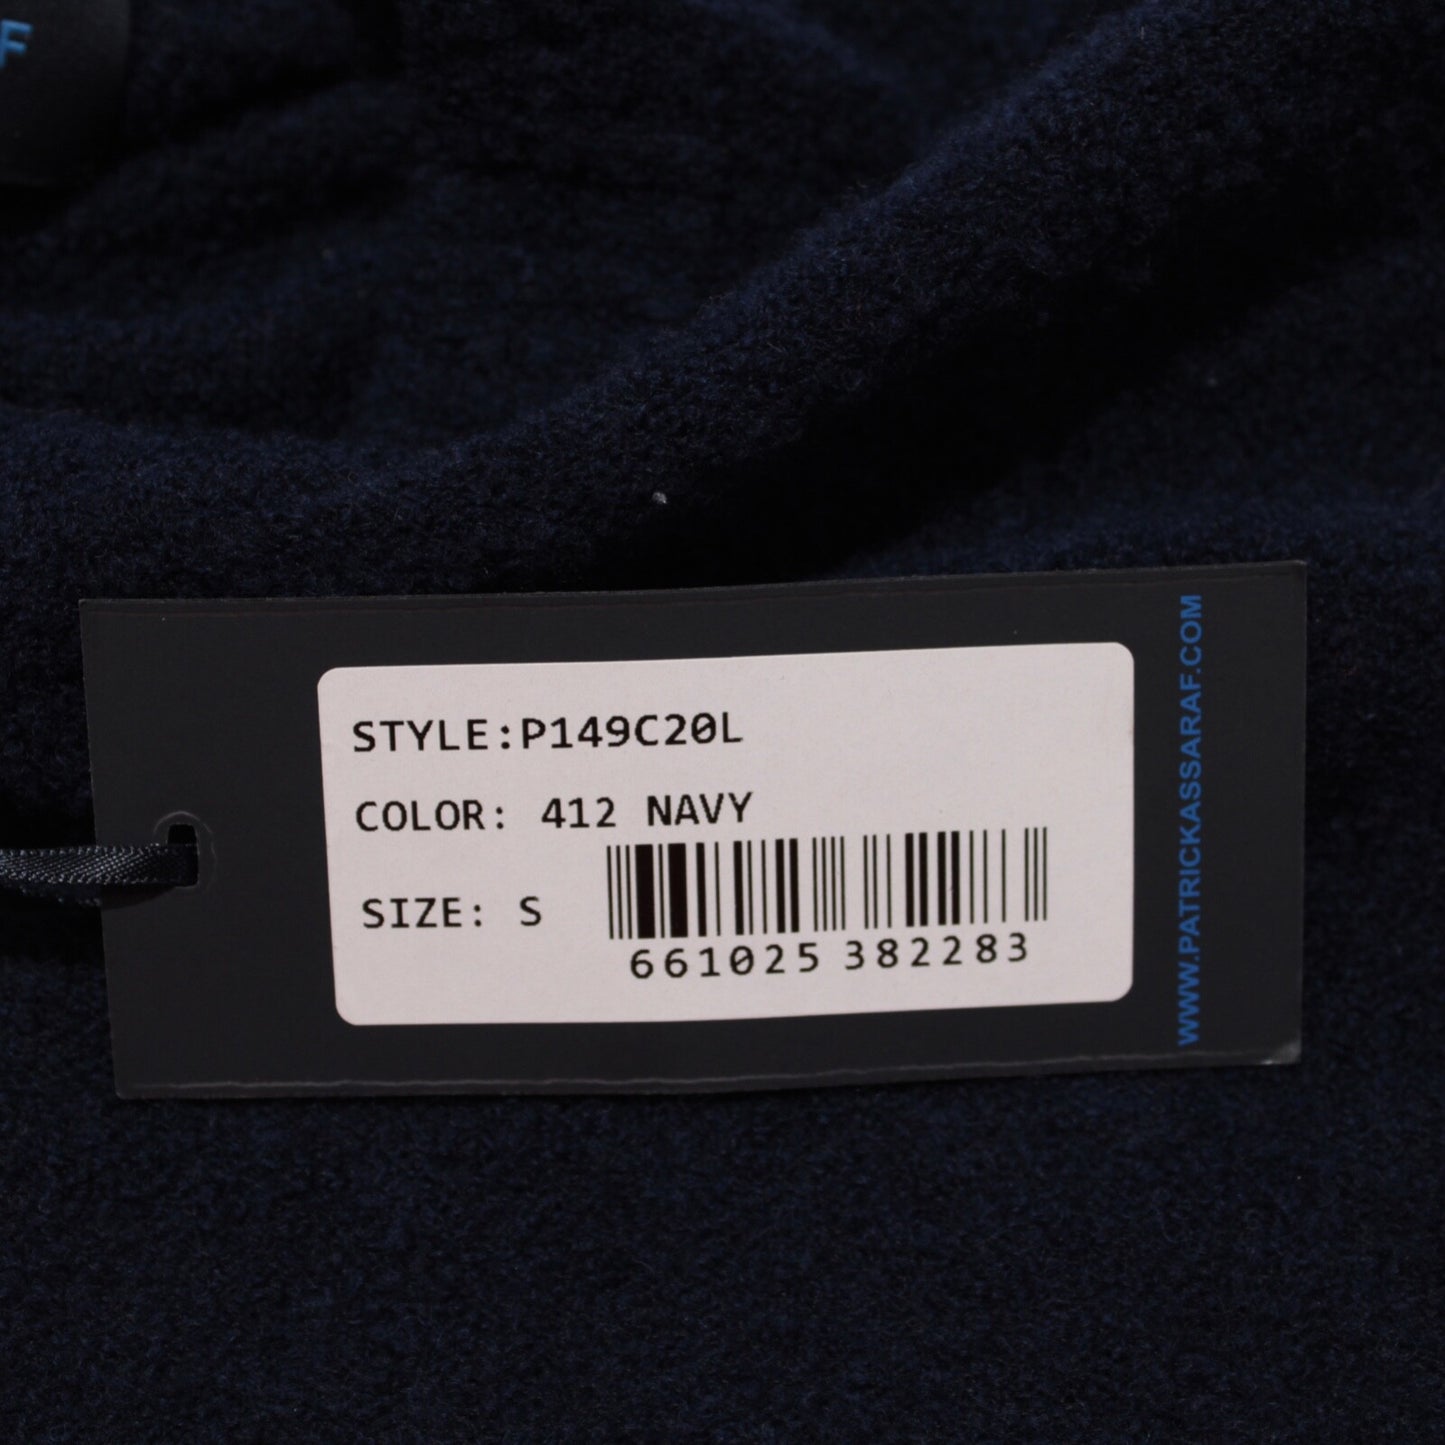 F
STYLE:P149C20L
COLOR: 412 NAVY
SIZE: S
661025 382283
WWW.PATRICKASSARAF.COM